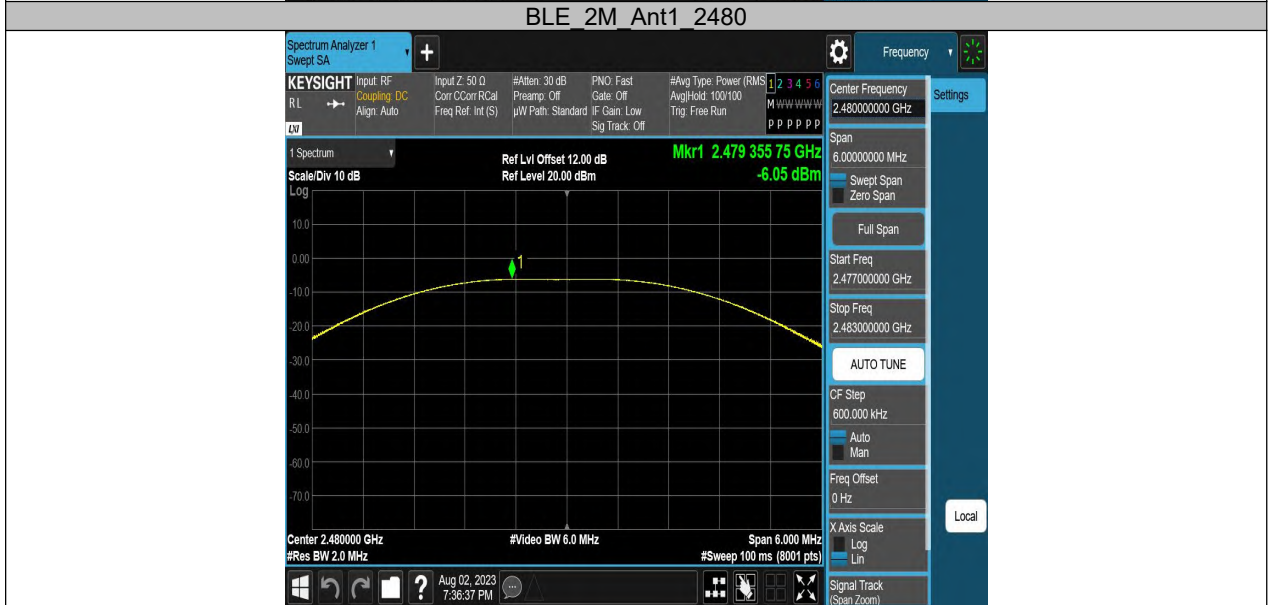 BLE_2M_Ant1_2480
Spectrum Analyzer 1
Swept SA
+
Frequency
KEYSIGHT
RL
LXI
Input: RF
Coupling: DC
Align: Auto
Input Z: 50 Ω
Corr CCorr RCal
Freq Ref: Int (S)
#Atten: 30 dB
Preamp: Off
µW Path: Standard
PNO: Fast
Gate: Off
IF Gain: Low
Sig Track: Off
#Avg Type: Power (RMS
Avg|Hold: 100/100
Trig: Free Run
1 2 3 4 5 6
M W W W W W
P P P P P P
Center Frequency
2.480000000 GHz
Settings
Span
6.00000000 MHz
Swept Span
Zero Span
Full Span
Start Freq
2.477000000 GHz
Stop Freq
2.483000000 GHz
AUTO TUNE
CF Step
600.000 kHz
Auto
Man
Freq Offset
0 Hz
X Axis Scale
Log
Lin
Local
Signal Track
(Span Zoom)
1 Spectrum
Scale/Div 10 dB
Log
Ref Lvl Offset 12.00 dB
Ref Level 20.00 dBm
Mkr1 2.479 355 75 GHz
-6.05 dBm
10.0
0.00
1
-10.0
-20.0
-30.0
-40.0
-50.0
-60.0
-70.0
Center 2.480000 GHz
#Res BW 2.0 MHz
#Video BW 6.0 MHz
Span 6.000 MHz
#Sweep 100 ms (8001 pts)
?
Aug 02, 2023
7:36:37 PM